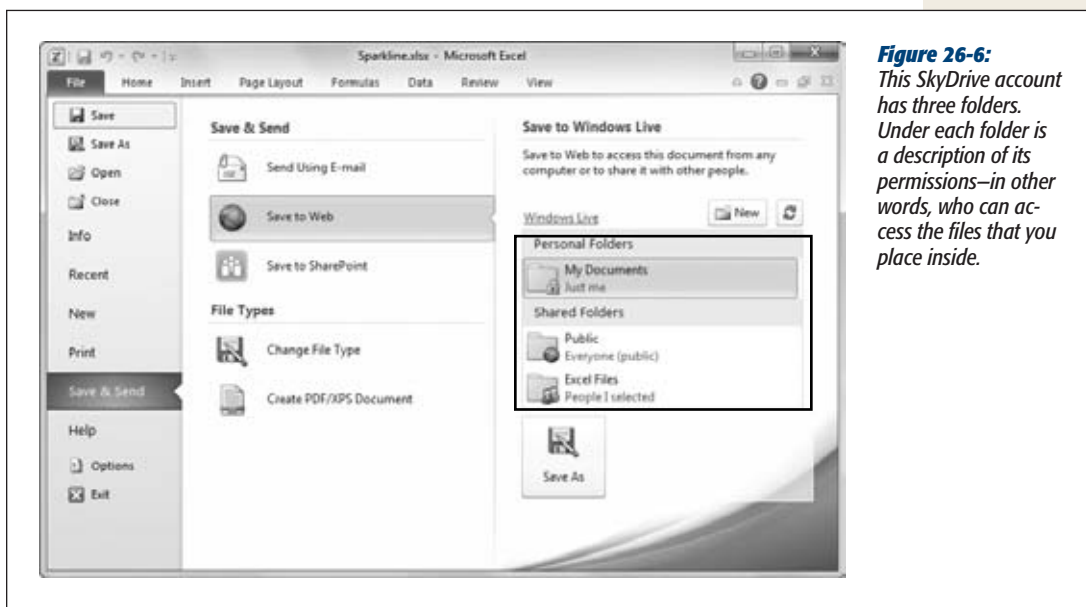 Sparkline.xlsx - Microsoft Excel
File Home Insert Page Layout Formulas Data Review View
Save
Save As
Open
Close
Info
Recent
New
Print
Save & Send
Help
Options
Exit
Save & Send
Send Using E-mail
Save to Web
Save to SharePoint
File Types
Change File Type
Create PDF/XPS Document
Save to Windows Live
Save to Web to access this document from any
computer or to share it with other people.
Windows Live
New
Personal Folders
My Documents
Just me
Shared Folders
Public
Everyone (public)
Excel Files
People I selected
Save As
Figure 26-6:
This SkyDrive account
has three folders.
Under each folder is
a description of its
permissions—in other
words, who can ac-
cess the files that you
place inside.